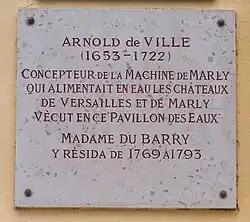 ARNOLD de VILLE
(1653-1722)
CONCEPTEUR DE LA MACHINE DE MARLY
QUI ALIMENTAIT EN EAU LES CHÂTEAUX
DE VERSAILLES ET DE MARLY
VÉCUT EN CE PAVILLON DES EAUX
MADAME DU BARRY
Y RÉSIDA DE 1769 À 1793